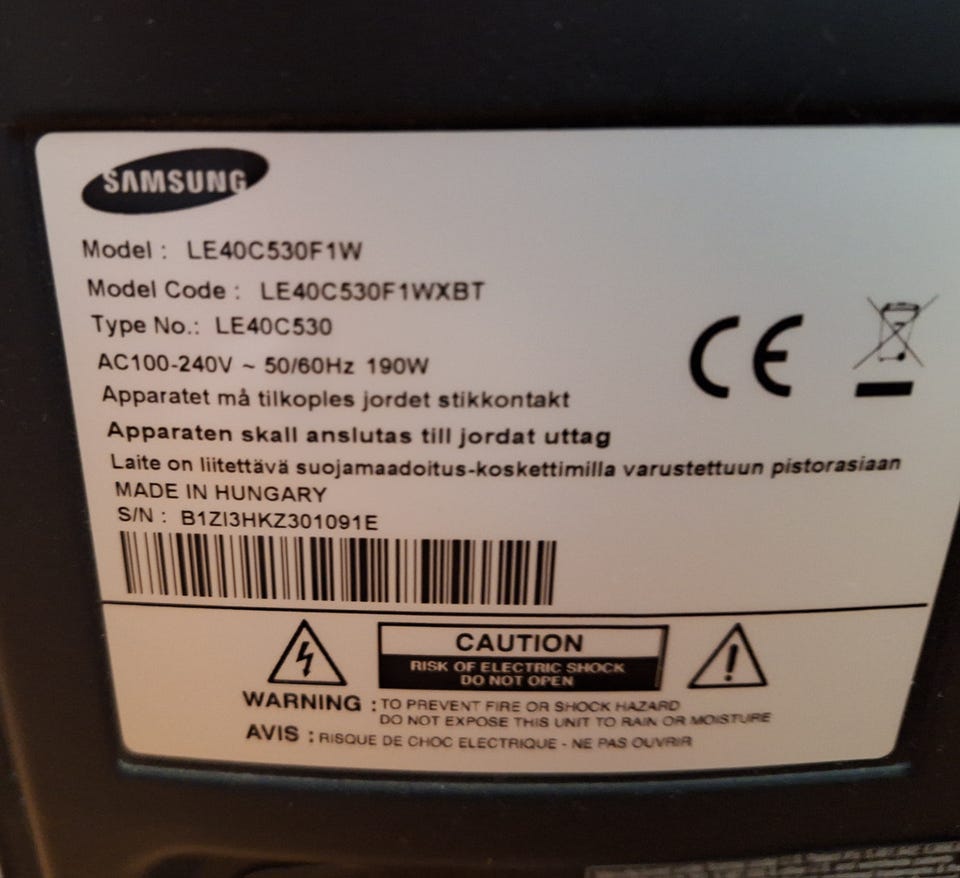 SAMSUNG
Model : LE40C530F1W
Model Code : LE40C530F1WXBT
Type No.: LE40C530
AC100-240V ~ 50/60Hz 190W
Apparatet må tilkoples jordet stikkontakt
Apparaten skall anslutas till jordat uttag
Laite on liitettävä suojamaadoitus-koskettimilla varustettuun pistorasiaan
MADE IN HUNGARY
S/N : B1ZI3HKZ301091E
CE
CAUTION
RISK OF ELECTRIC SHOCK
DO NOT OPEN
WARNING : TO PREVENT FIRE OR SHOCK HAZARD
DO NOT EXPOSE THIS UNIT TO RAIN OR MOISTURE
AVIS : RISQUE DE CHOC ELECTRIQUE - NE PAS OUVRIR